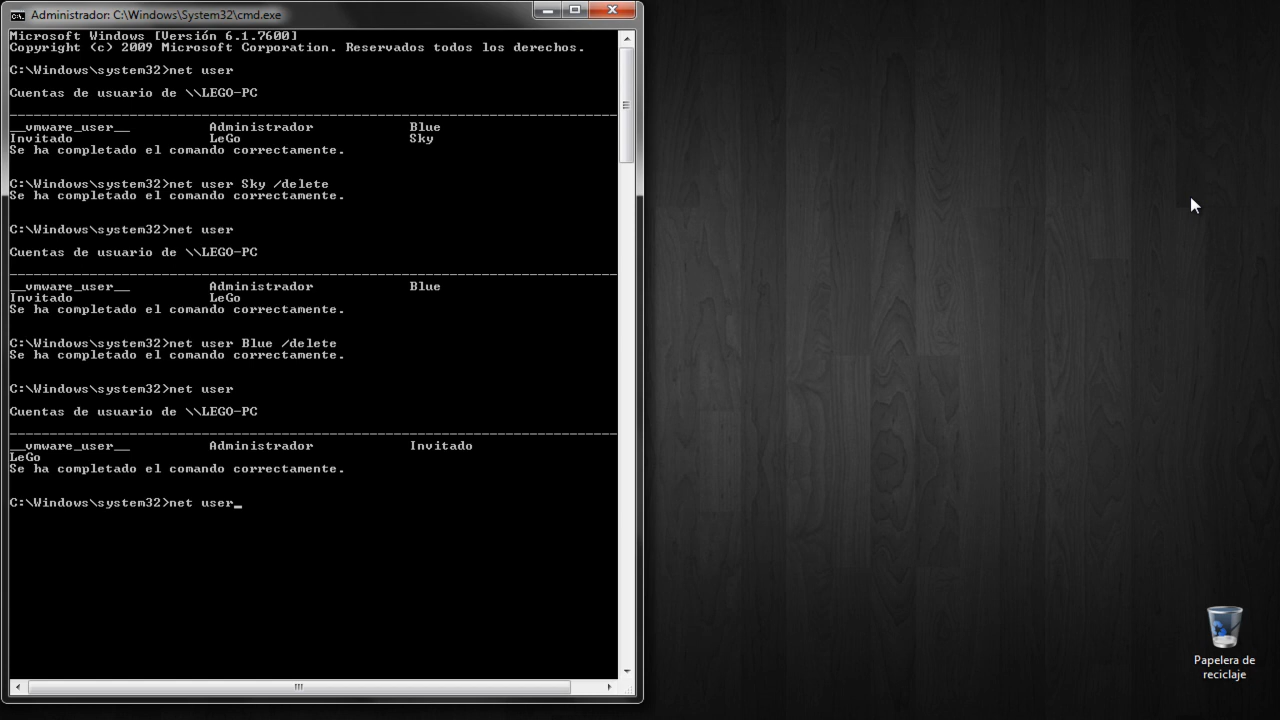 Administrador: C:\Windows\System32\cmd.exe
Microsoft Windows [Versión 6.1.7600]
Copyright (c) 2009 Microsoft Corporation. Reservados todos los derechos.
C:\Windows\system32>net user
Cuentas de usuario de \\LEGO-PC
__vmware_user__ Administrador Blue
Invitado LeGo Sky
Se ha completado el comando correctamente.
C:\Windows\system32>net user Sky /delete
Se ha completado el comando correctamente.
C:\Windows\system32>net user
Cuentas de usuario de \\LEGO-PC
__vmware_user__ Administrador Blue
Invitado LeGo
Se ha completado el comando correctamente.
C:\Windows\system32>net user Blue /delete
Se ha completado el comando correctamente.
C:\Windows\system32>net user
Cuentas de usuario de \\LEGO-PC
__vmware_user__ Administrador Invitado
LeGo
Se ha completado el comando correctamente.
C:\Windows\system32>net user_
Papelera de
reciclaje